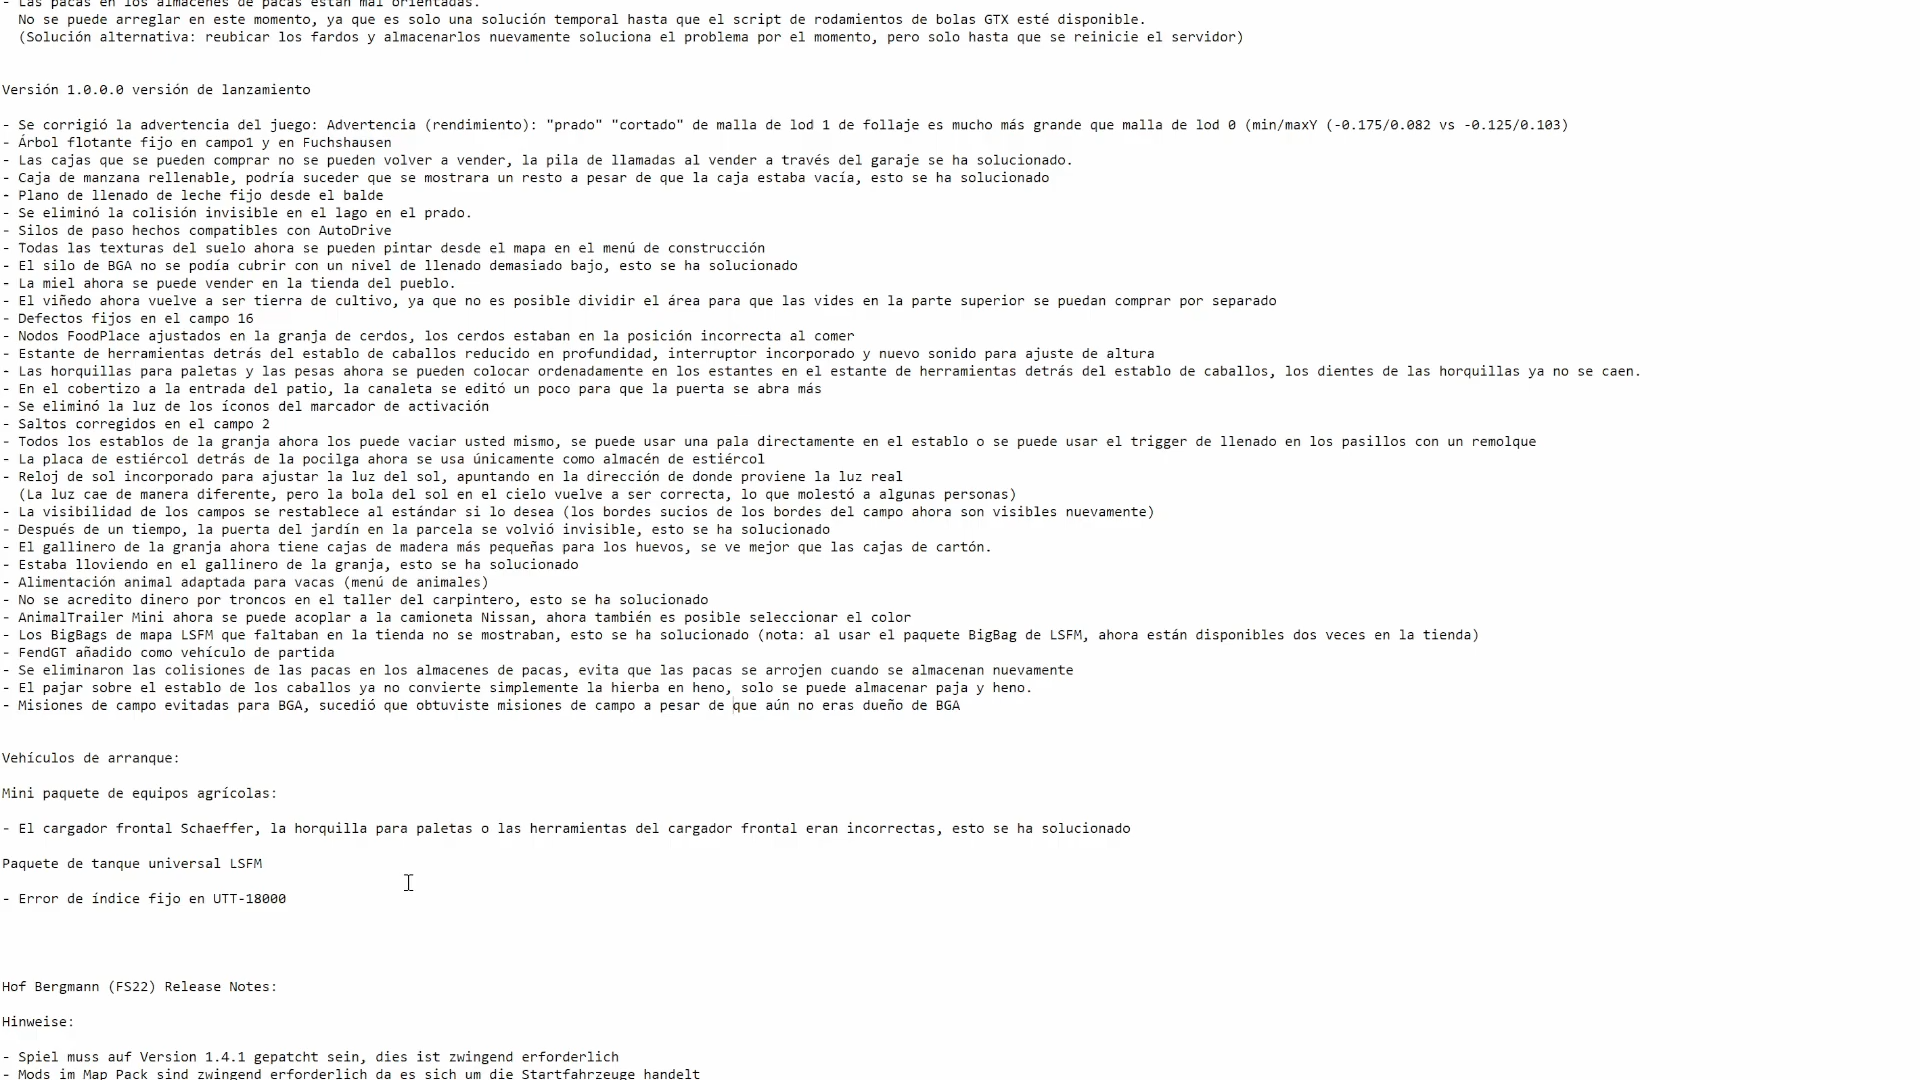 - Las pacas en los almacenes de pacas están mal orientadas.
No se puede arreglar en este momento, ya que es solo una solución temporal hasta que el script de rodamientos de bolas GTX esté disponible.
(Solución alternativa: reubicar los fardos y almacenarlos nuevamente soluciona el problema por el momento, pero solo hasta que se reinicie el servidor)
Versión 1.0.0.0 versión de lanzamiento
- Se corrigió la advertencia del juego: Advertencia (rendimiento): "prado" "cortado" de malla de lod 1 de follaje es mucho más grande que malla de lod 0 (min/maxY (-0.175/0.082 vs -0.125/0.103)
- Árbol flotante fijo en campo1 y en Fuchshausen
- Las cajas que se pueden comprar no se pueden volver a vender, la pila de llamadas al vender a través del garaje se ha solucionado.
- Caja de manzana rellenable, podría suceder que se mostrara un resto a pesar de que la caja estaba vacía, esto se ha solucionado
- Plano de llenado de leche fijo desde el balde
- Se eliminó la colisión invisible en el lago en el prado.
- Silos de paso hechos compatibles con AutoDrive
- Todas las texturas del suelo ahora se pueden pintar desde el mapa en el menú de construcción
- El silo de BGA no se podía cubrir con un nivel de llenado demasiado bajo, esto se ha solucionado
- La miel ahora se puede vender en la tienda del pueblo.
- El viñedo ahora vuelve a ser tierra de cultivo, ya que no es posible dividir el área para que las vides en la parte superior se puedan comprar por separado
- Defectos fijos en el campo 16
- Nodos FoodPlace ajustados en la granja de cerdos, los cerdos estaban en la posición incorrecta al comer
- Estante de herramientas detrás del establo de caballos reducido en profundidad, interruptor incorporado y nuevo sonido para ajuste de altura
- Las horquillas para paletas y las pesas ahora se pueden colocar ordenadamente en los estantes en el estante de herramientas detrás del establo de caballos, los dientes de las horquillas ya no se caen.
- En el cobertizo a la entrada del patio, la canaleta se editó un poco para que la puerta se abra más
- Se eliminó la luz de los íconos del marcador de activación
- Saltos corregidos en el campo 2
- Todos los establos de la granja ahora los puede vaciar usted mismo, se puede usar una pala directamente en el establo o se puede usar el trigger de llenado en los pasillos con un remolque
- La placa de estiércol detrás de la pocilga ahora se usa únicamente como almacén de estiércol
- Reloj de sol incorporado para ajustar la luz del sol, apuntando en la dirección de donde proviene la luz real
(La luz cae de manera diferente, pero la bola del sol en el cielo vuelve a ser correcta, lo que molestó a algunas personas)
- La visibilidad de los campos se restablece al estándar si lo desea (los bordes sucios de los bordes del campo ahora son visibles nuevamente)
- Después de un tiempo, la puerta del jardín en la parcela se volvió invisible, esto se ha solucionado
- El gallinero de la granja ahora tiene cajas de madera más pequeñas para los huevos, se ve mejor que las cajas de cartón.
- Estaba lloviendo en el gallinero de la granja, esto se ha solucionado
- Alimentación animal adaptada para vacas (menú de animales)
- No se acredito dinero por troncos en el taller del carpintero, esto se ha solucionado
- AnimalTrailer Mini ahora se puede acoplar a la camioneta Nissan, ahora también es posible seleccionar el color
- Los BigBags de mapa LSFM que faltaban en la tienda no se mostraban, esto se ha solucionado (nota: al usar el paquete BigBag de LSFM, ahora están disponibles dos veces en la tienda)
- FendGT añadido como vehículo de partida
- Se eliminaron las colisiones de las pacas en los almacenes de pacas, evita que las pacas se arrojen cuando se almacenan nuevamente
- El pajar sobre el establo de los caballos ya no convierte simplemente la hierba en heno, solo se puede almacenar paja y heno.
- Misiones de campo evitadas para BGA, sucedió que obtuviste misiones de campo a pesar de que aún no eras dueño de BGA
Vehículos de arranque:
Mini paquete de equipos agrícolas:
- El cargador frontal Schaeffer, la horquilla para paletas o las herramientas del cargador frontal eran incorrectas, esto se ha solucionado
Paquete de tanque universal LSFM
- Error de índice fijo en UTT-18000
Hof Bergmann (FS22) Release Notes:
Hinweise:
- Spiel muss auf Version 1.4.1 gepatcht sein, dies ist zwingend erforderlich
- Mods im Map Pack sind zwingend erforderlich da es sich um die Startfahrzeuge handelt